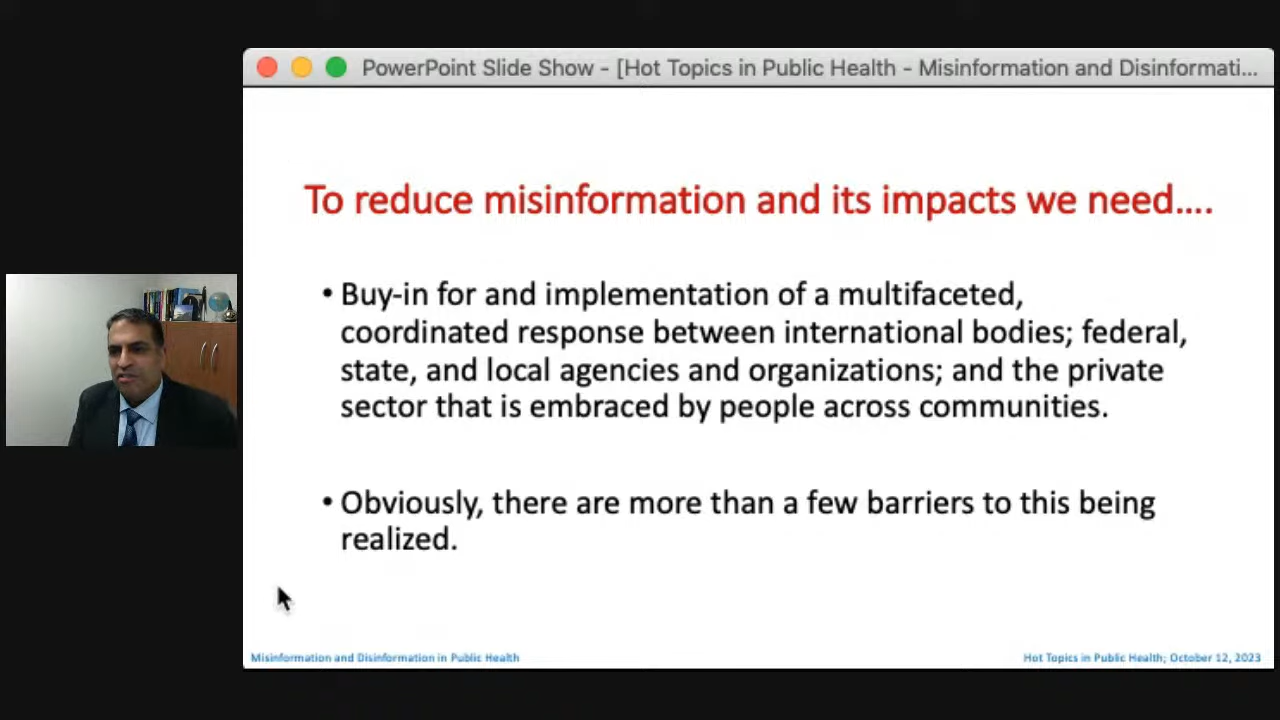 PowerPoint Slide Show - [Hot Topics in Public Health - Misinformation and Disinformati...
To reduce misinformation and its impacts we need....
• Buy-in for and implementation of a multifaceted,
coordinated response between international bodies; federal,
state, and local agencies and organizations; and the private
sector that is embraced by people across communities.
• Obviously, there are more than a few barriers to this being
realized.
Misinformation and Disinformation in Public Health
Hot Topics in Public Health; October 12, 2023